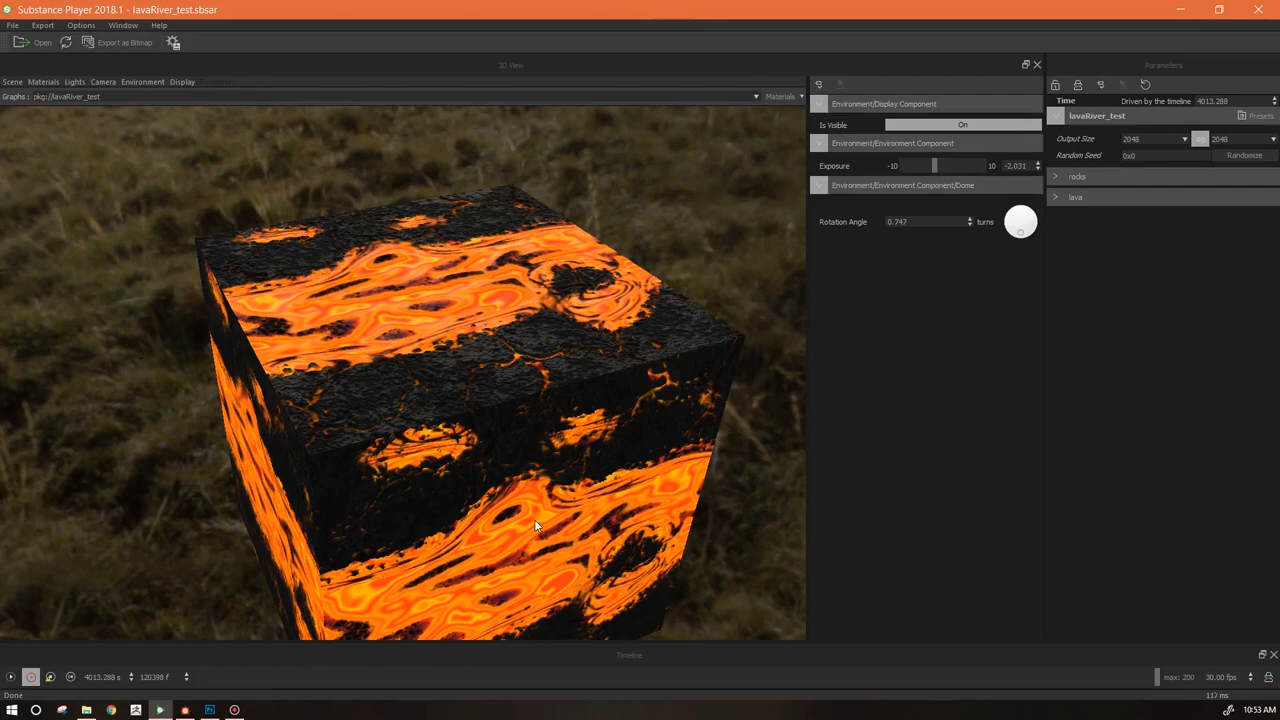 Substance Player 2018.1 - lavaRiver_test.sbsar
File Export Options Window Help
Open Export as Bitmap
3D View
Parameters
Scene Materials Lights Camera Environment Display
Graphs: pkg://lavaRiver_test Materials
Environment/Display Component
Is Visible On
Environment/Environment Component
Exposure -10 10 -2.031
Environment/Environment Component/Dome
Rotation Angle 0.747 turns
Time Driven by the timeline 4013.288
lavaRiver_test Presets
Output Size 2048 2048
Random Seed 0x0 Randomize
rocks
lava
Timeline
4013.288 s 120398 f max: 200 30.00 fps
Done 117 ms
10:53 AM